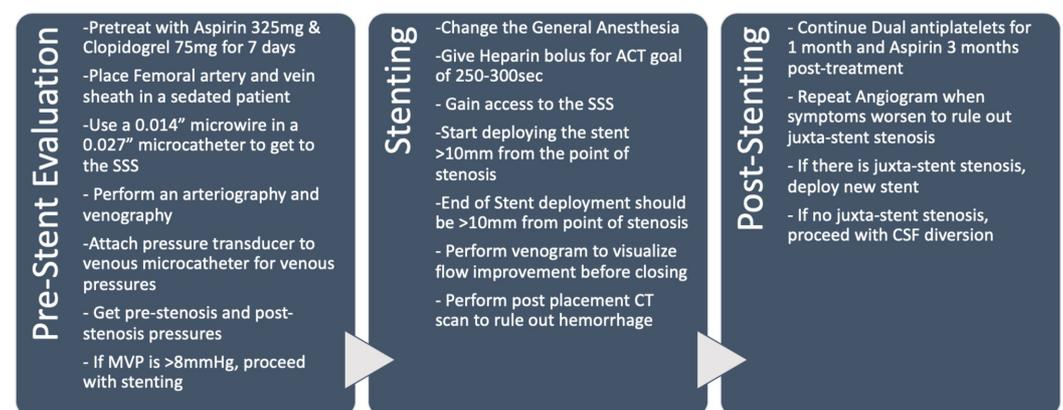 Pre-Stent Evaluation
-Pretreat with Aspirin 325mg &
Clopidogrel 75mg for 7 days
-Place Femoral artery and vein
sheath in a sedated patient
-Use a 0.014” microwire in a
0.027” microcatheter to get to
the SSS
- Perform an arteriography and
venography
-Attach pressure transducer to
venous microcatheter for venous
pressures
- Get pre-stenosis and post-
stenosis pressures
- If MVP is >8mmHg, proceed
with stenting
Stenting
-Change the General Anesthesia
-Give Heparin bolus for ACT goal
of 250-300sec
- Gain access to the SSS
-Start deploying the stent
>10mm from the point of
stenosis
-End of Stent deployment should
be >10mm from point of stenosis
- Perform venogram to visualize
flow improvement before closing
- Perform post placement CT
scan to rule out hemorrhage
Post-Stenting
- Continue Dual antiplatelets for
1 month and Aspirin 3 months
post-treatment
- Repeat Angiogram when
symptoms worsen to rule out
juxta-stent stenosis
- If there is juxta-stent stenosis,
deploy new stent
- If no juxta-stent stenosis,
proceed with CSF diversion